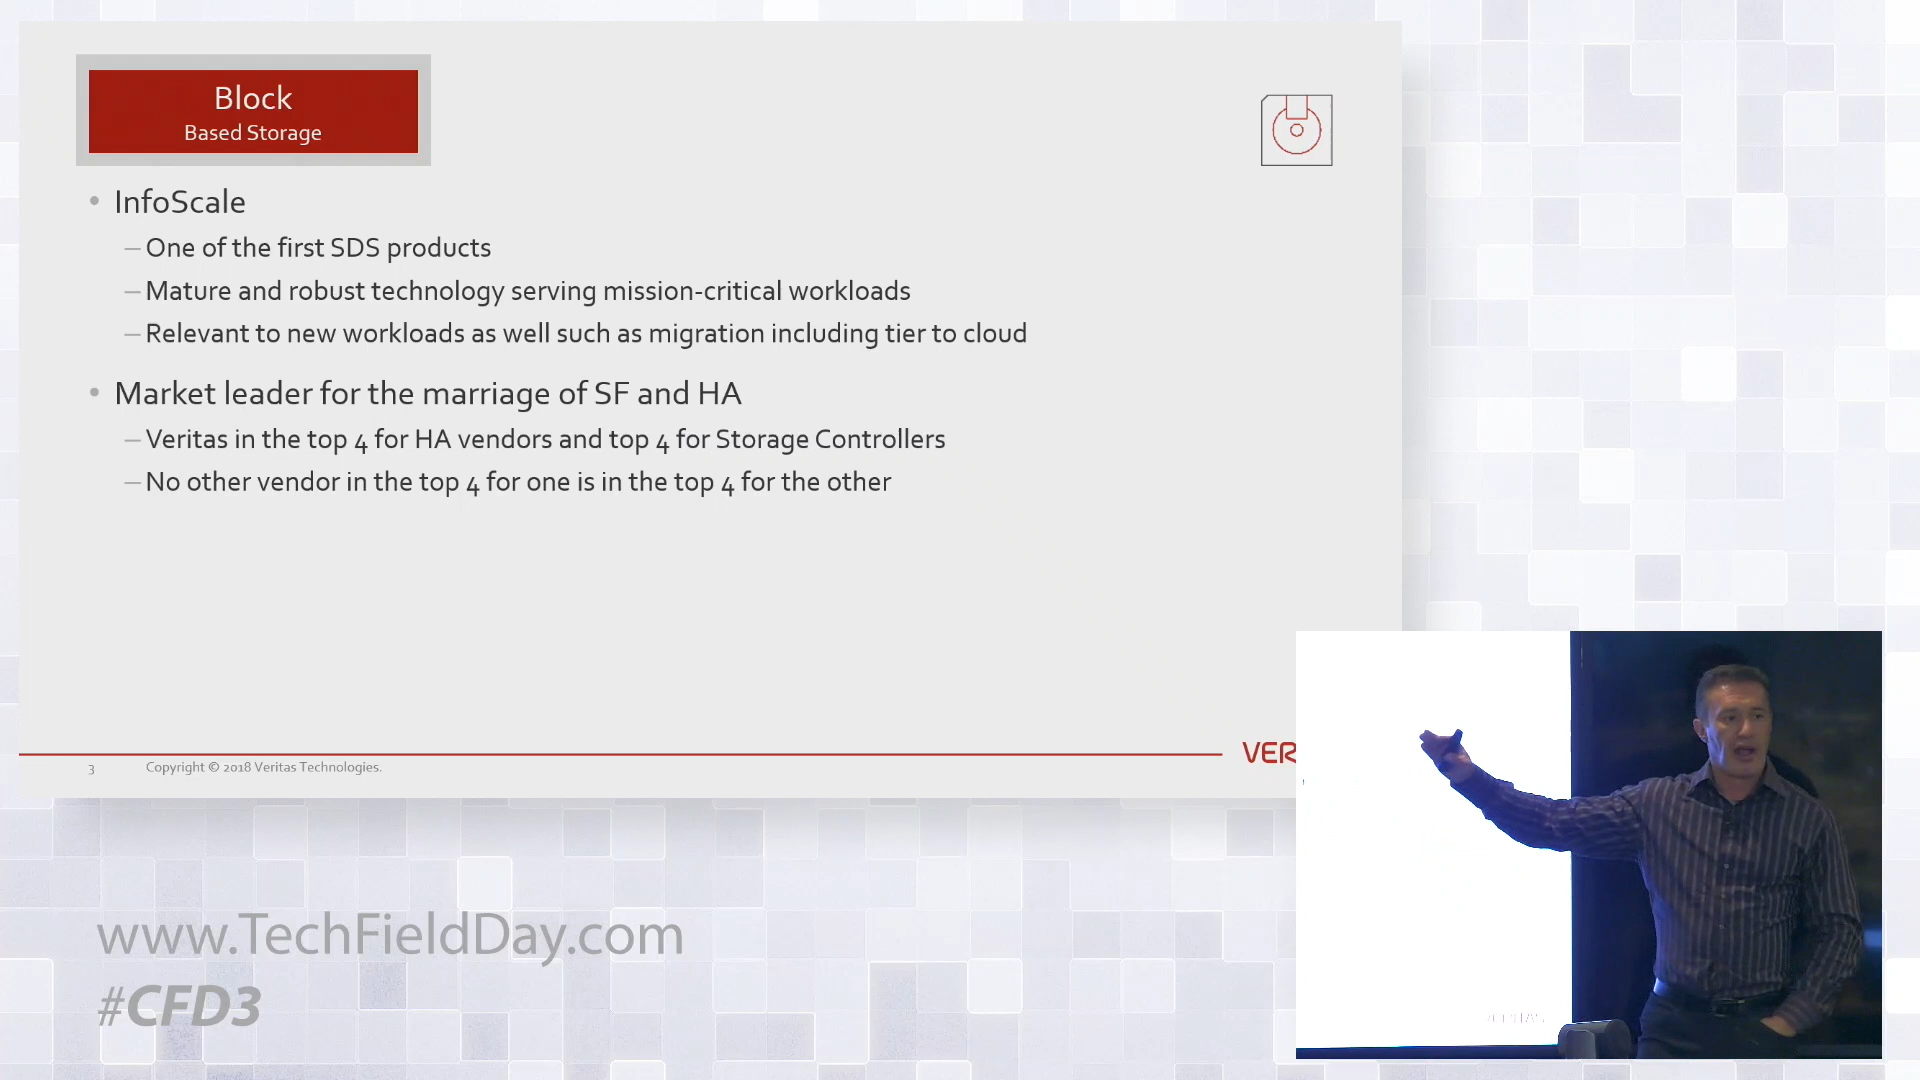 Block
Based Storage
• InfoScale
– One of the first SDS products
– Mature and robust technology serving mission-critical workloads
– Relevant to new workloads as well such as migration including tier to cloud
• Market leader for the marriage of SF and HA
– Veritas in the top 4 for HA vendors and top 4 for Storage Controllers
– No other vendor in the top 4 for one is in the top 4 for the other
VER
3
Copyright © 2018 Veritas Technologies.
www.TechFieldDay.com
#CFD3